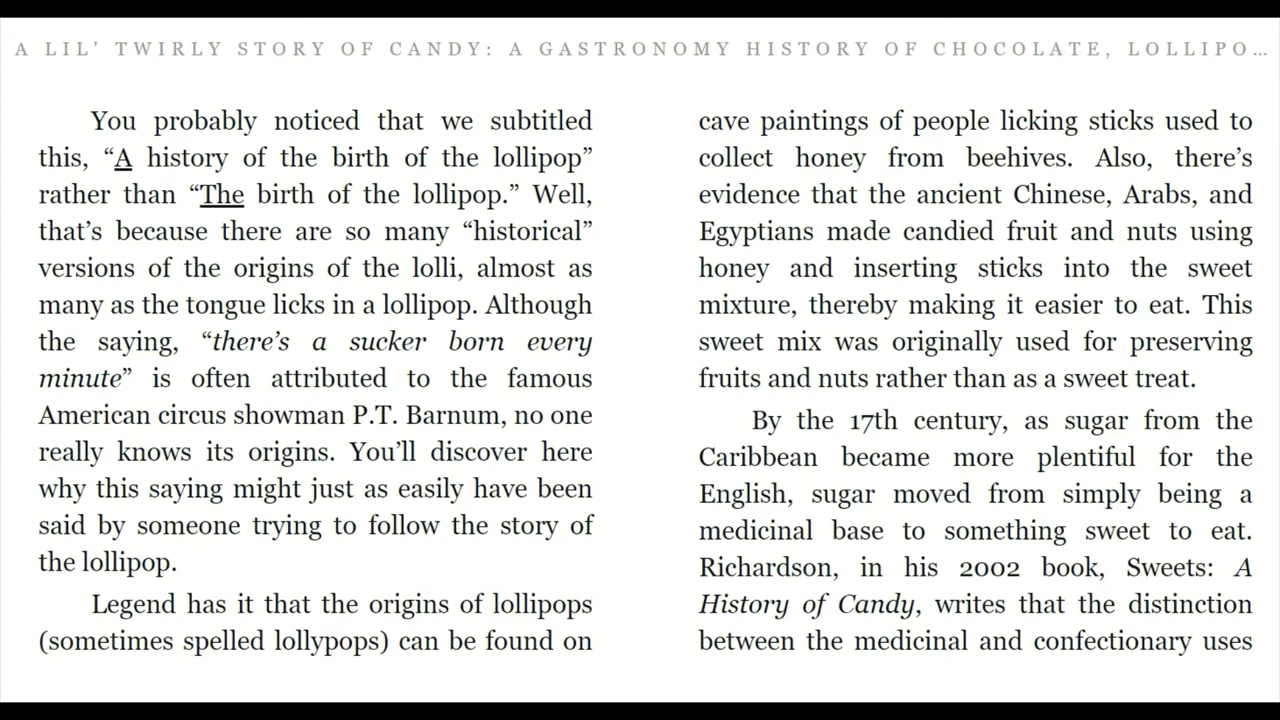 A LIL' TWIRLY STORY OF CANDY: A GASTRONOMY HISTORY OF CHOCOLATE, LOLLIPO…
You probably noticed that we subtitled
this, “A history of the birth of the lollipop”
rather than “The birth of the lollipop.” Well,
that’s because there are so many “historical”
versions of the origins of the lolli, almost as
many as the tongue licks in a lollipop. Although
the saying, “there’s a sucker born every
minute” is often attributed to the famous
American circus showman P.T. Barnum, no one
really knows its origins. You’ll discover here
why this saying might just as easily have been
said by someone trying to follow the story of
the lollipop.
Legend has it that the origins of lollipops
(sometimes spelled lollypops) can be found on
cave paintings of people licking sticks used to
collect honey from beehives. Also, there’s
evidence that the ancient Chinese, Arabs, and
Egyptians made candied fruit and nuts using
honey and inserting sticks into the sweet
mixture, thereby making it easier to eat. This
sweet mix was originally used for preserving
fruits and nuts rather than as a sweet treat.
By the 17th century, as sugar from the
Caribbean became more plentiful for the
English, sugar moved from simply being a
medicinal base to something sweet to eat.
Richardson, in his 2002 book, Sweets: A
History of Candy, writes that the distinction
between the medicinal and confectionary uses